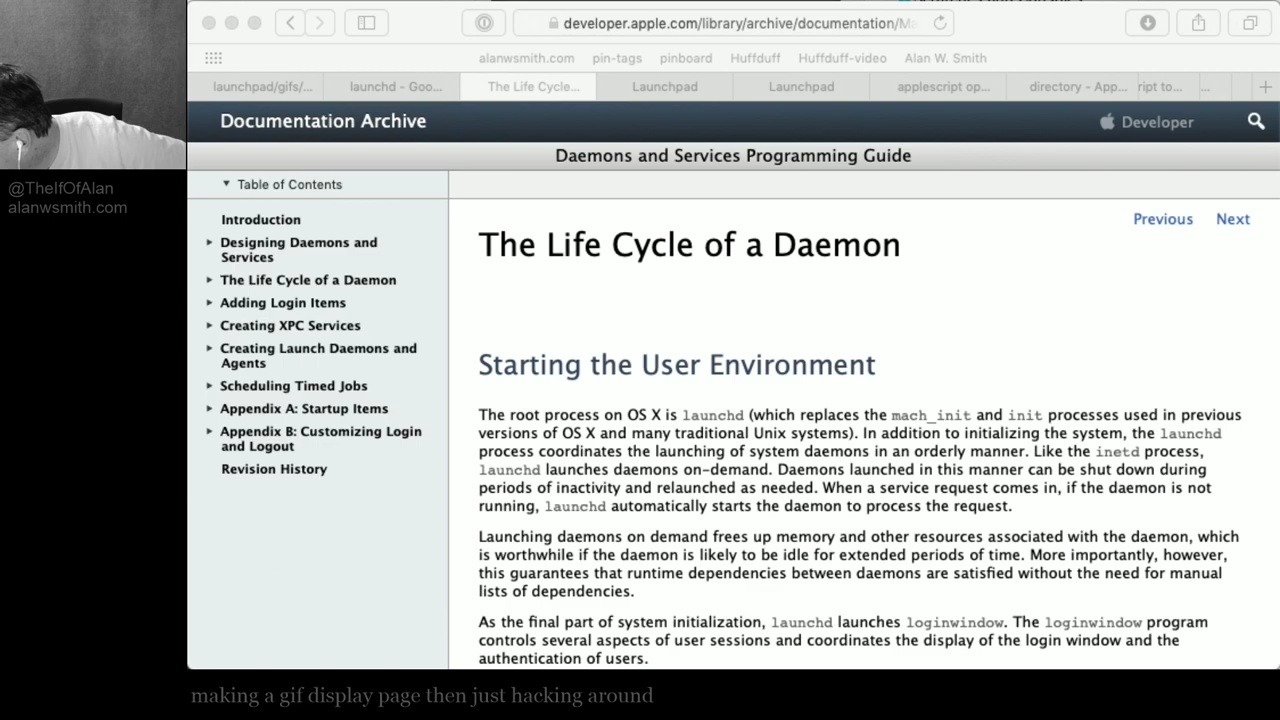 developer.apple.com/library/archive/documentation/Ma
alanwsmith.com pin-tags pinboard Huffduff Huffduff-video Alan W. Smith
launchpad/gifs/... launchd - Goo... The Life Cycle... Launchpad Launchpad applescript op... directory - App... ript to... ...
Documentation Archive
Developer
Daemons and Services Programming Guide
@TheIfOfAlan
alanwsmith.com
Table of Contents
Introduction
Designing Daemons and
Services
The Life Cycle of a Daemon
Adding Login Items
Creating XPC Services
Creating Launch Daemons and
Agents
Scheduling Timed Jobs
Appendix A: Startup Items
Appendix B: Customizing Login
and Logout
Revision History
Previous Next
The Life Cycle of a Daemon
Starting the User Environment
The root process on OS X is launchd (which replaces the mach_init and init processes used in previous
versions of OS X and many traditional Unix systems). In addition to initializing the system, the launchd
process coordinates the launching of system daemons in an orderly manner. Like the inetd process,
launchd launches daemons on-demand. Daemons launched in this manner can be shut down during
periods of inactivity and relaunched as needed. When a service request comes in, if the daemon is not
running, launchd automatically starts the daemon to process the request.
Launching daemons on demand frees up memory and other resources associated with the daemon, which
is worthwhile if the daemon is likely to be idle for extended periods of time. More importantly, however,
this guarantees that runtime dependencies between daemons are satisfied without the need for manual
lists of dependencies.
As the final part of system initialization, launchd launches loginwindow. The loginwindow program
controls several aspects of user sessions and coordinates the display of the login window and the
authentication of users.
making a gif display page then just hacking around